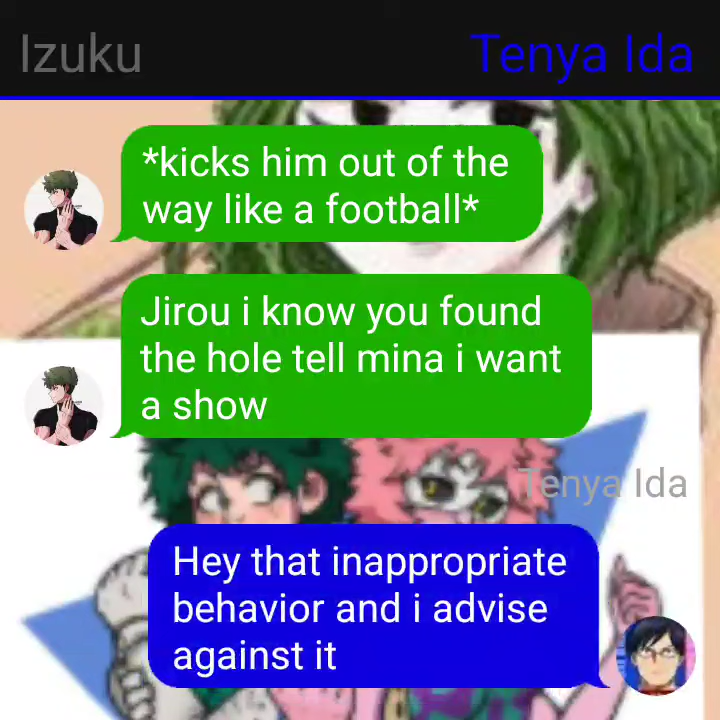 Izuku
Tenya Ida
*kicks him out of the
way like a football*
Jirou i know you found
the hole tell mina i want
a show
Tenya Ida
Hey that inappropriate
behavior and i advise
against it